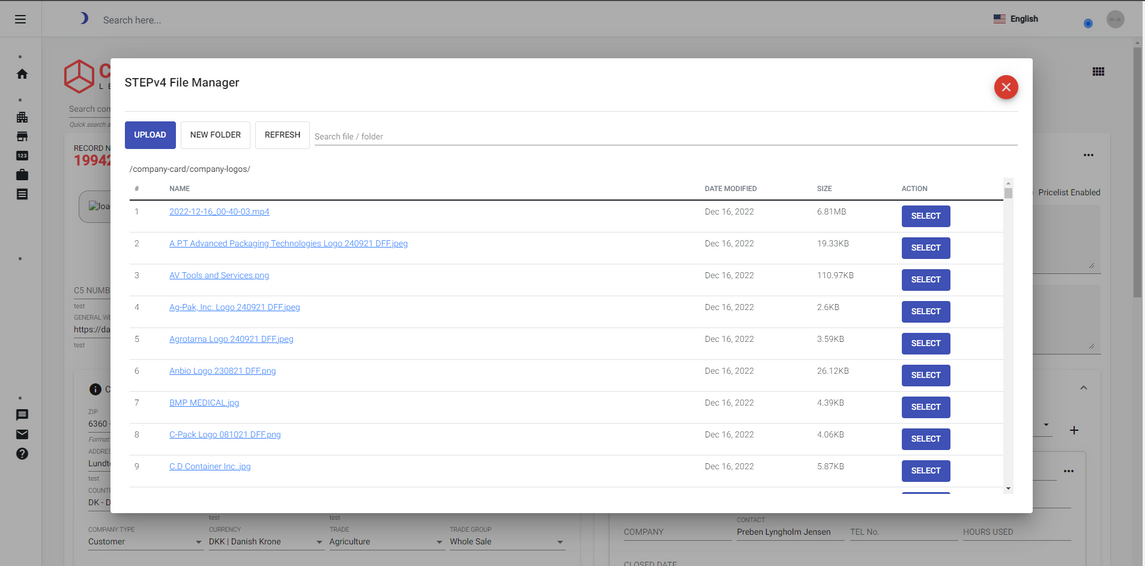 Search here...
English
STEPv4 File Manager
UPLOAD NEW FOLDER REFRESH Search file / folder
/company-card/company-logos/
# NAME DATE MODIFIED SIZE ACTION
1 2022-12-16_00-40-03.mp4 Dec 16, 2022 6.81MB SELECT
2 A.P.T Advanced Packaging Technologies Logo 240921 DFF.jpeg Dec 16, 2022 19.33KB SELECT
3 AV Tools and Services.png Dec 16, 2022 110.97KB SELECT
4 Ag-Pak, Inc. Logo 240921 DFF.jpeg Dec 16, 2022 2.6KB SELECT
5 Agrotarna Logo 240921 DFF.jpeg Dec 16, 2022 3.59KB SELECT
6 Anbio Logo 230821 DFF.png Dec 16, 2022 26.12KB SELECT
7 BMP MEDICAL.jpg Dec 16, 2022 4.39KB SELECT
8 C-Pack Logo 081021 DFF.png Dec 16, 2022 4.06KB SELECT
9 C.D Container Inc..jpg Dec 16, 2022 5.87KB SELECT
C
L E
Search con
Quick search a
RECORD N
19942
loa
Pricelist Enabled
C5 NUMB
test
GENERAL WE
https://da
test
C
ZIP
6360 -
Format
ADDRE
Lundt
test
COUNT
DK - D
test test test
COMPANY TYPE CURRENCY TRADE TRADE GROUP
Customer DKK | Danish Krone Agriculture Whole Sale
COMPANY CONTACT TEL No. HOURS USED
Preben Lyngholm Jensen
CLOSED DATE